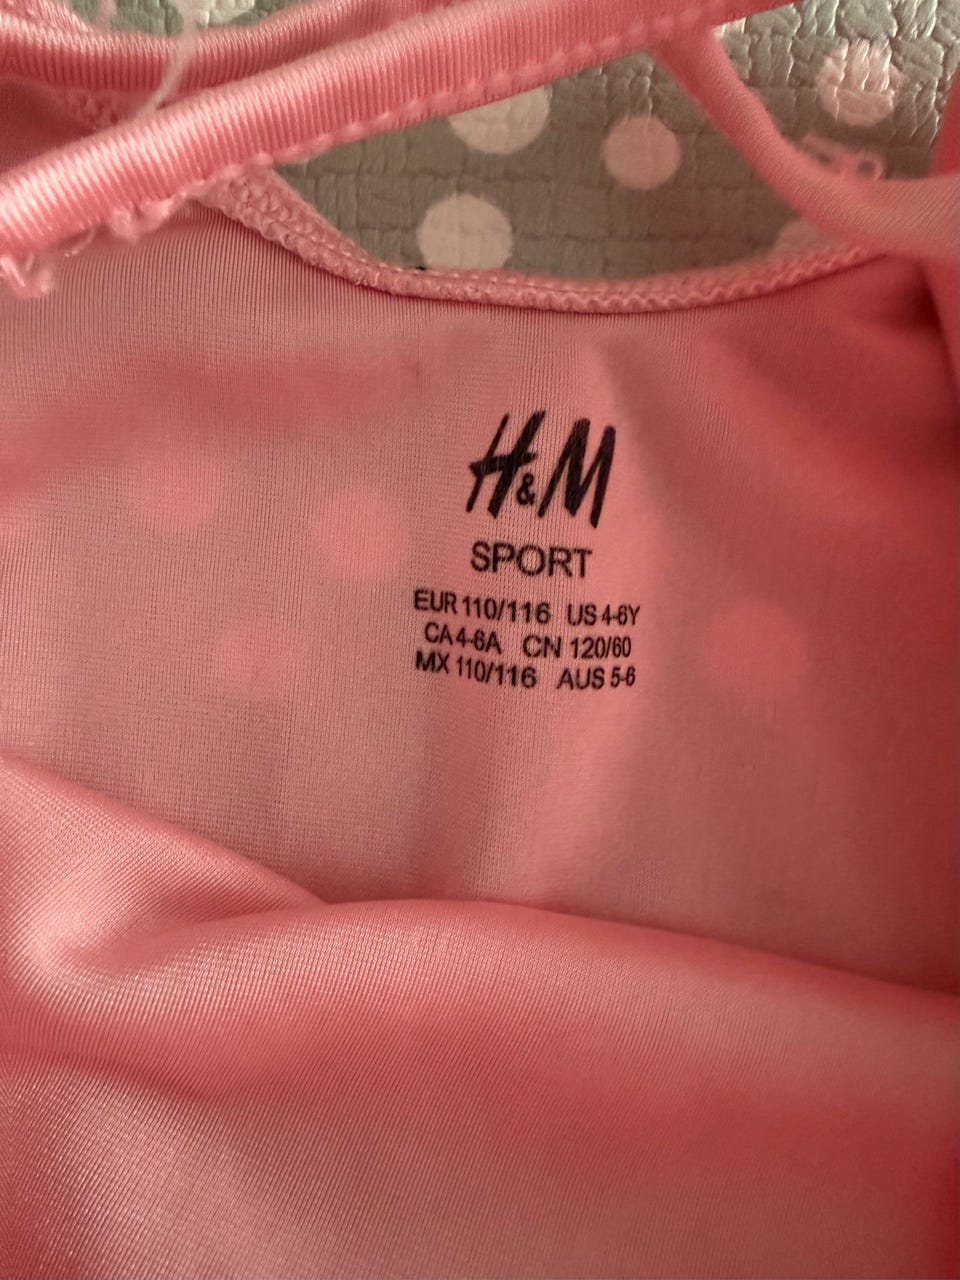 H&M
SPORT
EUR 110/116 US 4-6Y
CA 4-6A CN 120/60
MX 110/116 AUS 5-6